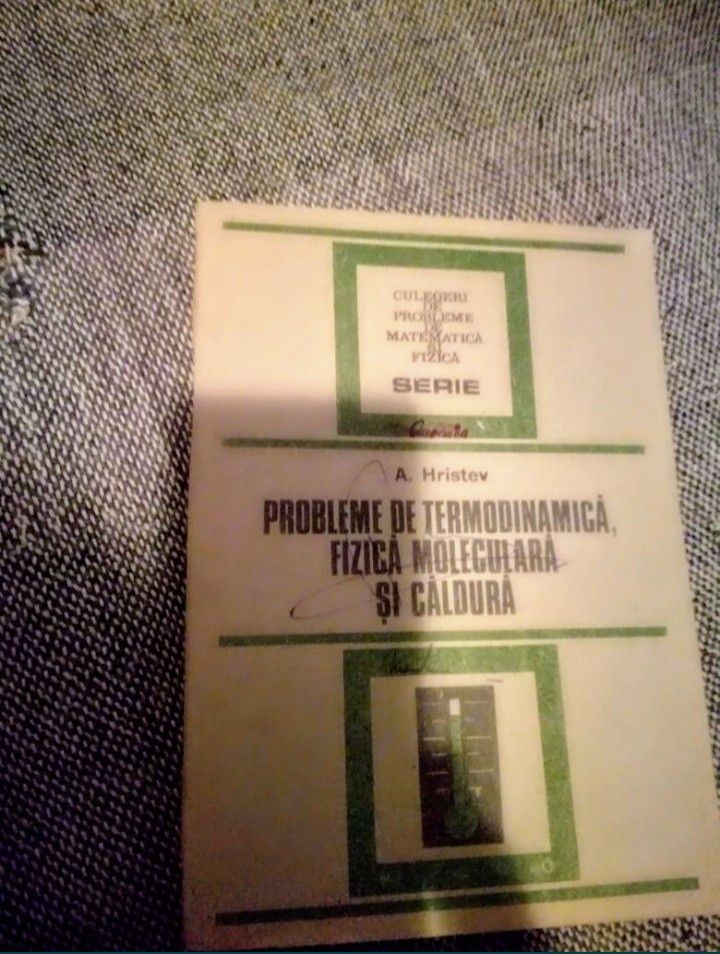 CULEGERI
DE
PROBLEME
DE
MATEMATICĂ
ȘI
FIZICĂ
SERIE
A. Hristev
PROBLEME DE TERMODINAMICĂ,
FIZICĂ MOLECULARĂ
ȘI CĂLDURĂ